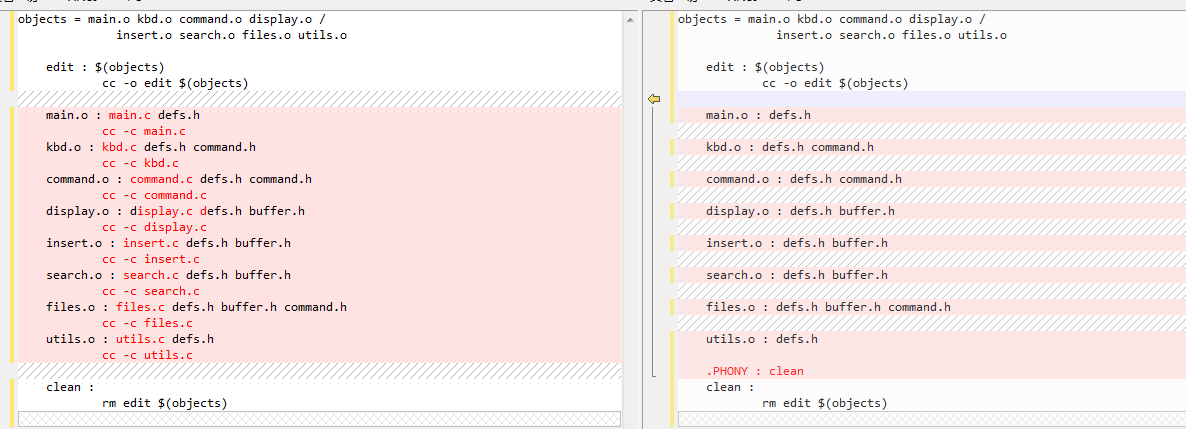 objects = main.o kbd.o command.o display.o /
insert.o search.o files.o utils.o
edit : $(objects)
cc -o edit $(objects)
main.o : main.c defs.h
cc -c main.c
kbd.o : kbd.c defs.h command.h
cc -c kbd.c
command.o : command.c defs.h command.h
cc -c command.c
display.o : display.c defs.h buffer.h
cc -c display.c
insert.o : insert.c defs.h buffer.h
cc -c insert.c
search.o : search.c defs.h buffer.h
cc -c search.c
files.o : files.c defs.h buffer.h command.h
cc -c files.c
utils.o : utils.c defs.h
cc -c utils.c
clean :
rm edit $(objects)
objects = main.o kbd.o command.o display.o /
insert.o search.o files.o utils.o
edit : $(objects)
cc -o edit $(objects)
main.o : defs.h
kbd.o : defs.h command.h
command.o : defs.h command.h
display.o : defs.h buffer.h
insert.o : defs.h buffer.h
search.o : defs.h buffer.h
files.o : defs.h buffer.h command.h
utils.o : defs.h
.PHONY : clean
clean :
rm edit $(objects)